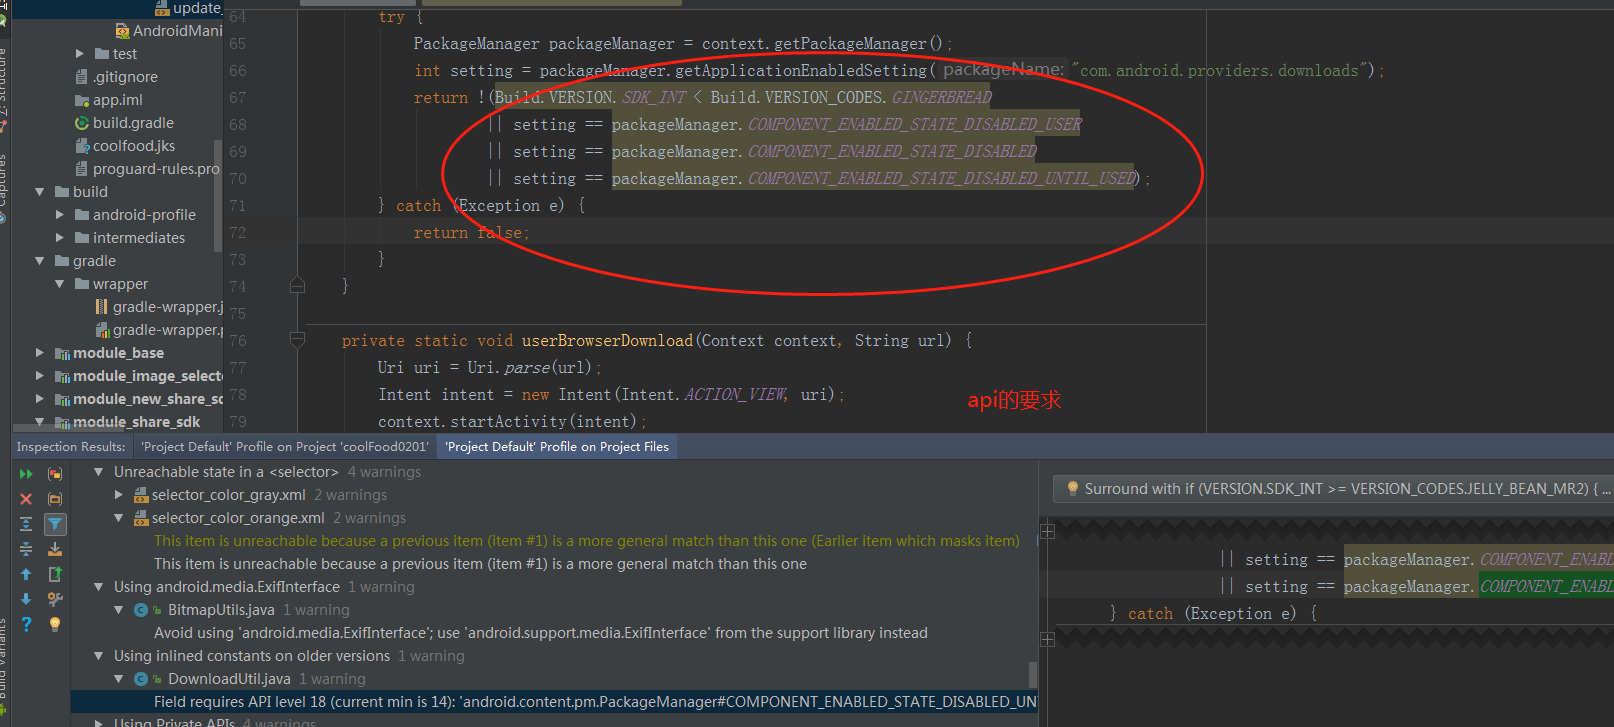 update_
AndroidMani
test
.gitignore
app.iml
build.gradle
coolfood.jks
proguard-rules.pro
build
android-profile
intermediates
gradle
wrapper
gradle-wrapper.j
gradle-wrapper.p
module_base
module_image_selecto
module_new_share_sd
module_share_sdk
Z: Structure
Captures
Build Variants
64 try {
65 PackageManager packageManager = context.getPackageManager();
66 int setting = packageManager.getApplicationEnabledSetting( packageName: "com.android.providers.downloads");
67 return !(Build.VERSION.SDK_INT < Build.VERSION_CODES.GINGERBREAD
68 || setting == packageManager.COMPONENT_ENABLED_STATE_DISABLED_USER
69 || setting == packageManager.COMPONENT_ENABLED_STATE_DISABLED
70 || setting == packageManager.COMPONENT_ENABLED_STATE_DISABLED_UNTIL_USED);
71 } catch (Exception e) {
72 return false;
73 }
74 }
75
76 private static void userBrowserDownload(Context context, String url) {
77 Uri uri = Uri.parse(url);
78 Intent intent = new Intent(Intent.ACTION_VIEW, uri);
79 context.startActivity(intent);
api的要求
Inspection Results: 'Project Default' Profile on Project 'coolFood0201' 'Project Default' Profile on Project Files
Unreachable state in a <selector> 4 warnings
selector_color_gray.xml 2 warnings
selector_color_orange.xml 2 warnings
This item is unreachable because a previous item (item #1) is a more general match than this one (Earlier item which masks item)
This item is unreachable because a previous item (item #1) is a more general match than this one
Using android.media.ExifInterface 1 warning
BitmapUtils.java 1 warning
Avoid using 'android.media.ExifInterface'; use 'android.support.media.ExifInterface' from the support library instead
Using inlined constants on older versions 1 warning
DownloadUtil.java 1 warning
Field requires API level 18 (current min is 14): 'android.content.pm.PackageManager#COMPONENT_ENABLED_STATE_DISABLED_UN
Using Private APIs 4 warnings
Surround with if (VERSION.SDK_INT >= VERSION_CODES.JELLY_BEAN_MR2) { ...
|| setting == packageManager.COMPONENT_ENABL
|| setting == packageManager.COMPONENT_ENABL
} catch (Exception e) {